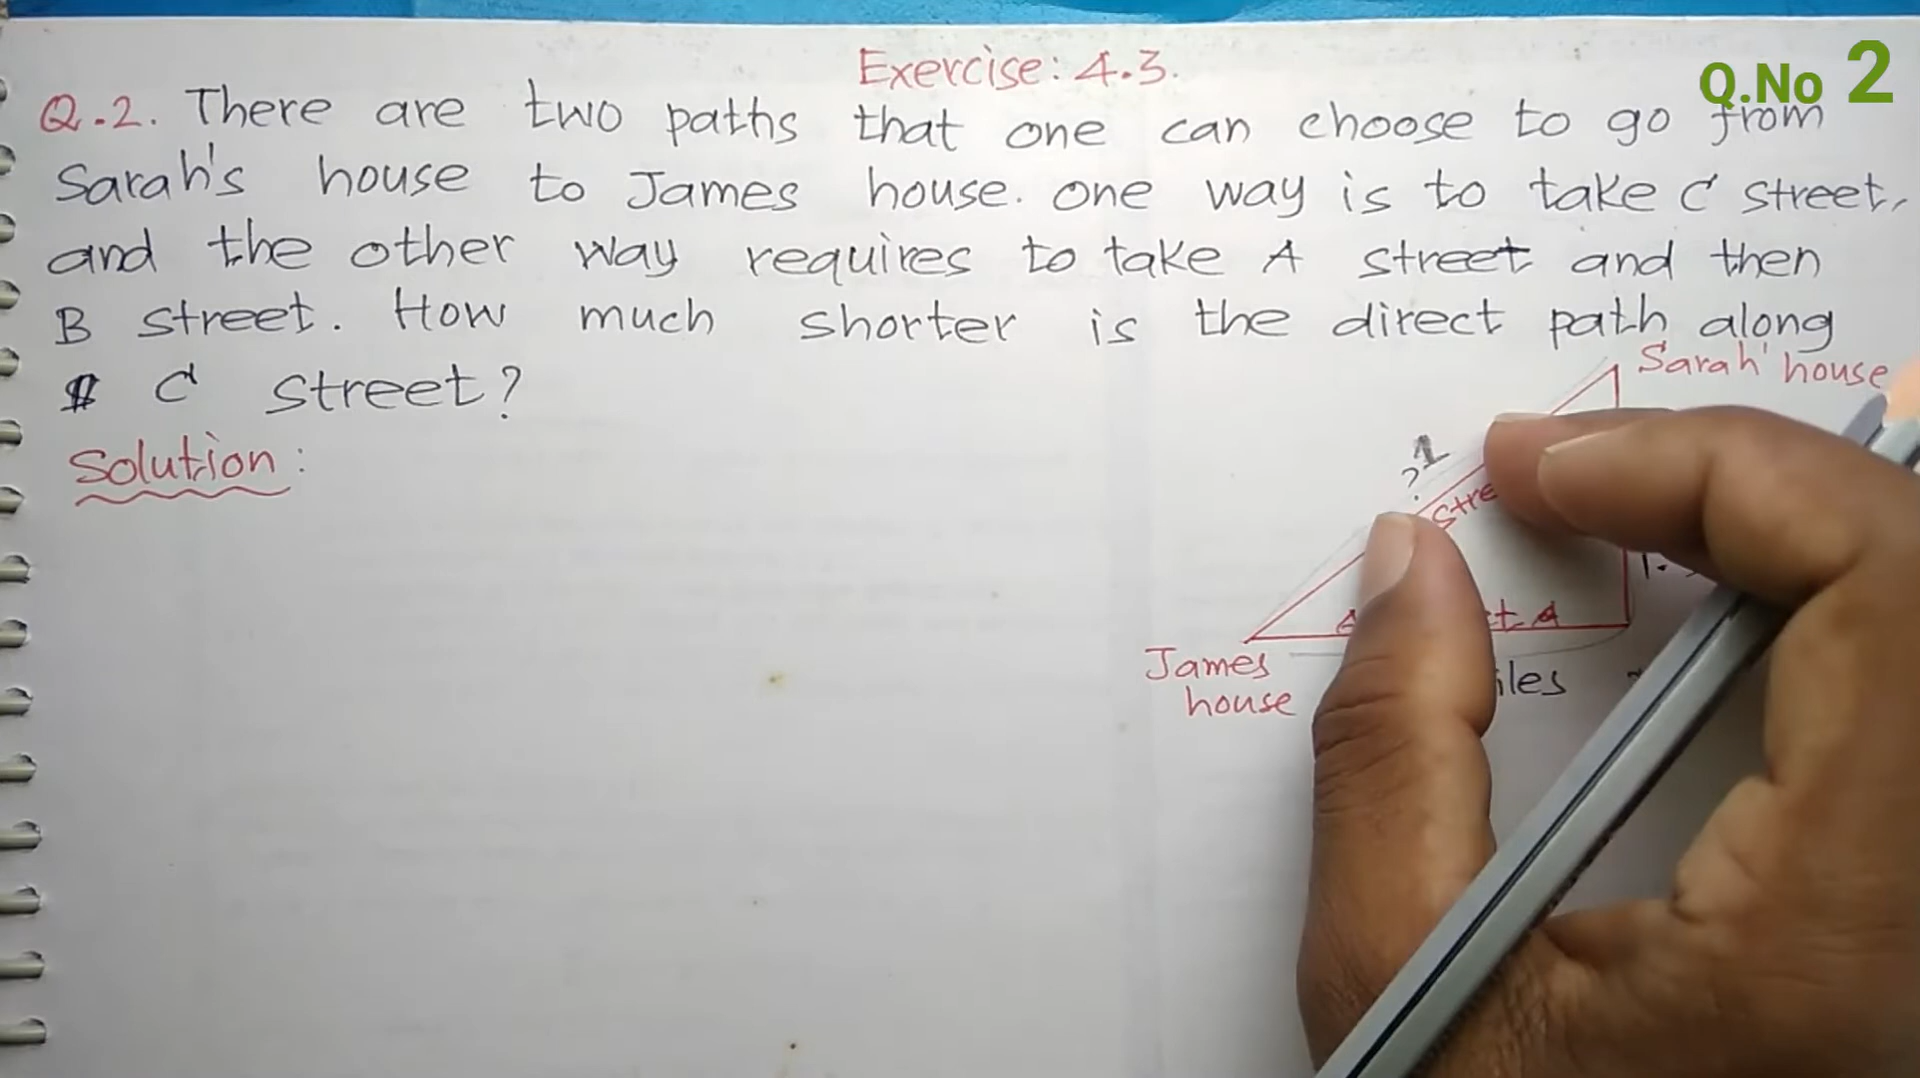 Exercise: 4.3.
Q.No 2
Q.2. There are two paths that one can choose to go from
Sarah's house to James house. one way is to take C street,
and the other way requires to take A street and then
B street. How much shorter is the direct path along
C street?
Sarah' house
Solution:
James
house